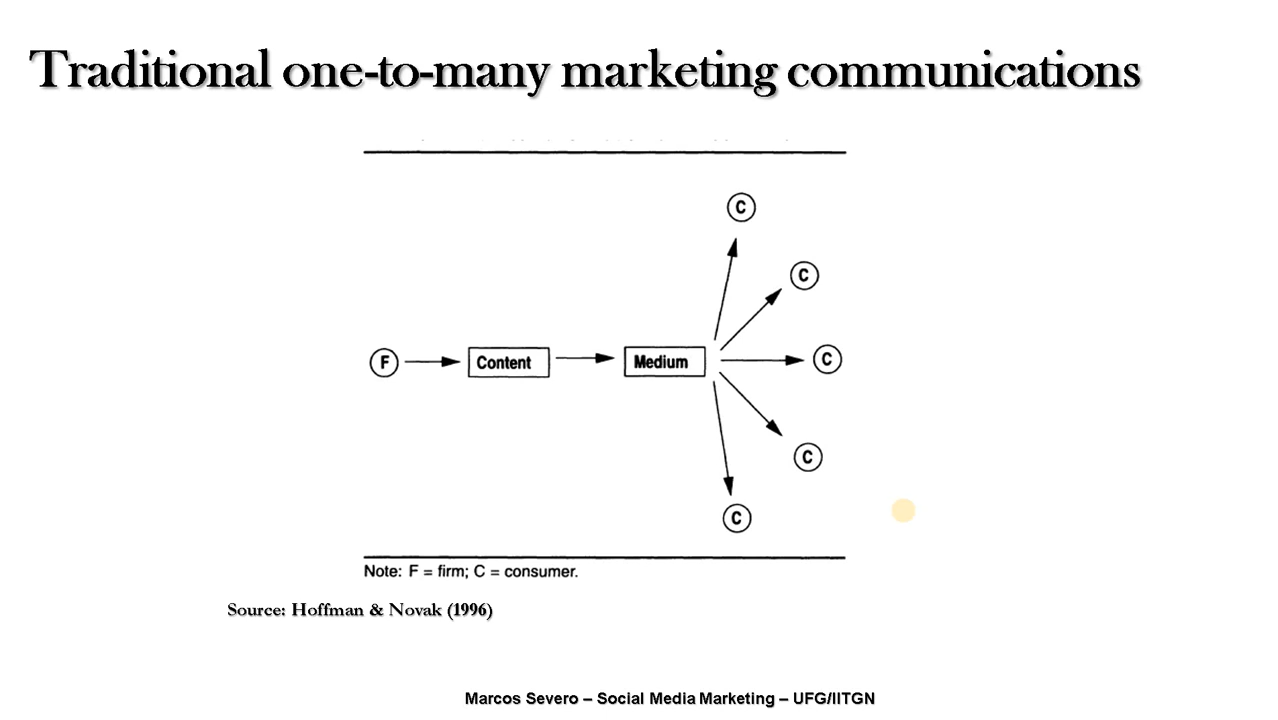 Traditional one-to-many marketing communications
C
C
F Content Medium C
C
C
Note: F = firm; C = consumer.
Source: Hoffman & Novak (1996)
Marcos Severo – Social Media Marketing – UFG/IITGN